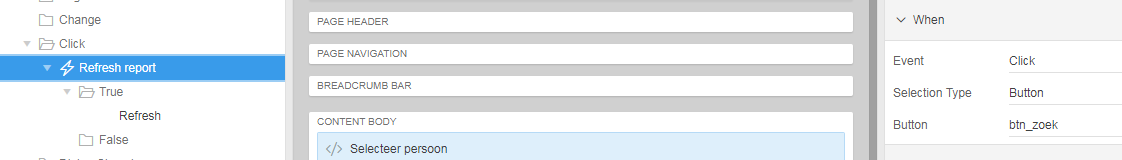 Change
Click
Refresh report
True
Refresh
False
PAGE HEADER
PAGE NAVIGATION
BREADCRUMB BAR
CONTENT BODY
</> Selecteer persoon
When
Event Click
Selection Type Button
Button btn_zoek